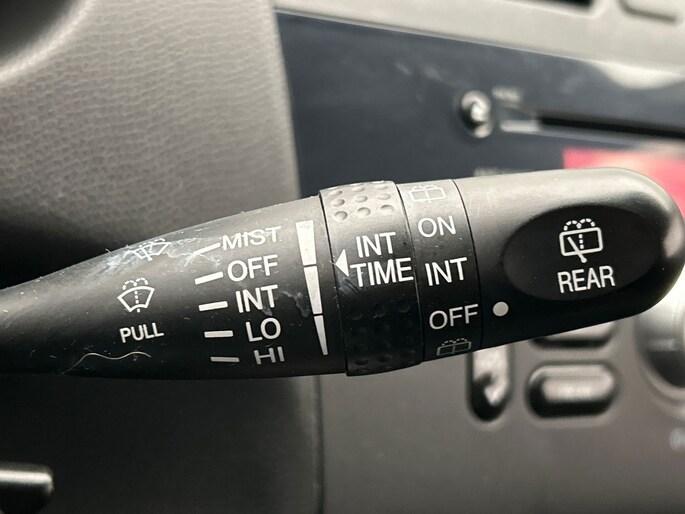 MIST
OFF
INT
LO
HI
PULL
INT
TIME
ON
INT
OFF
REAR